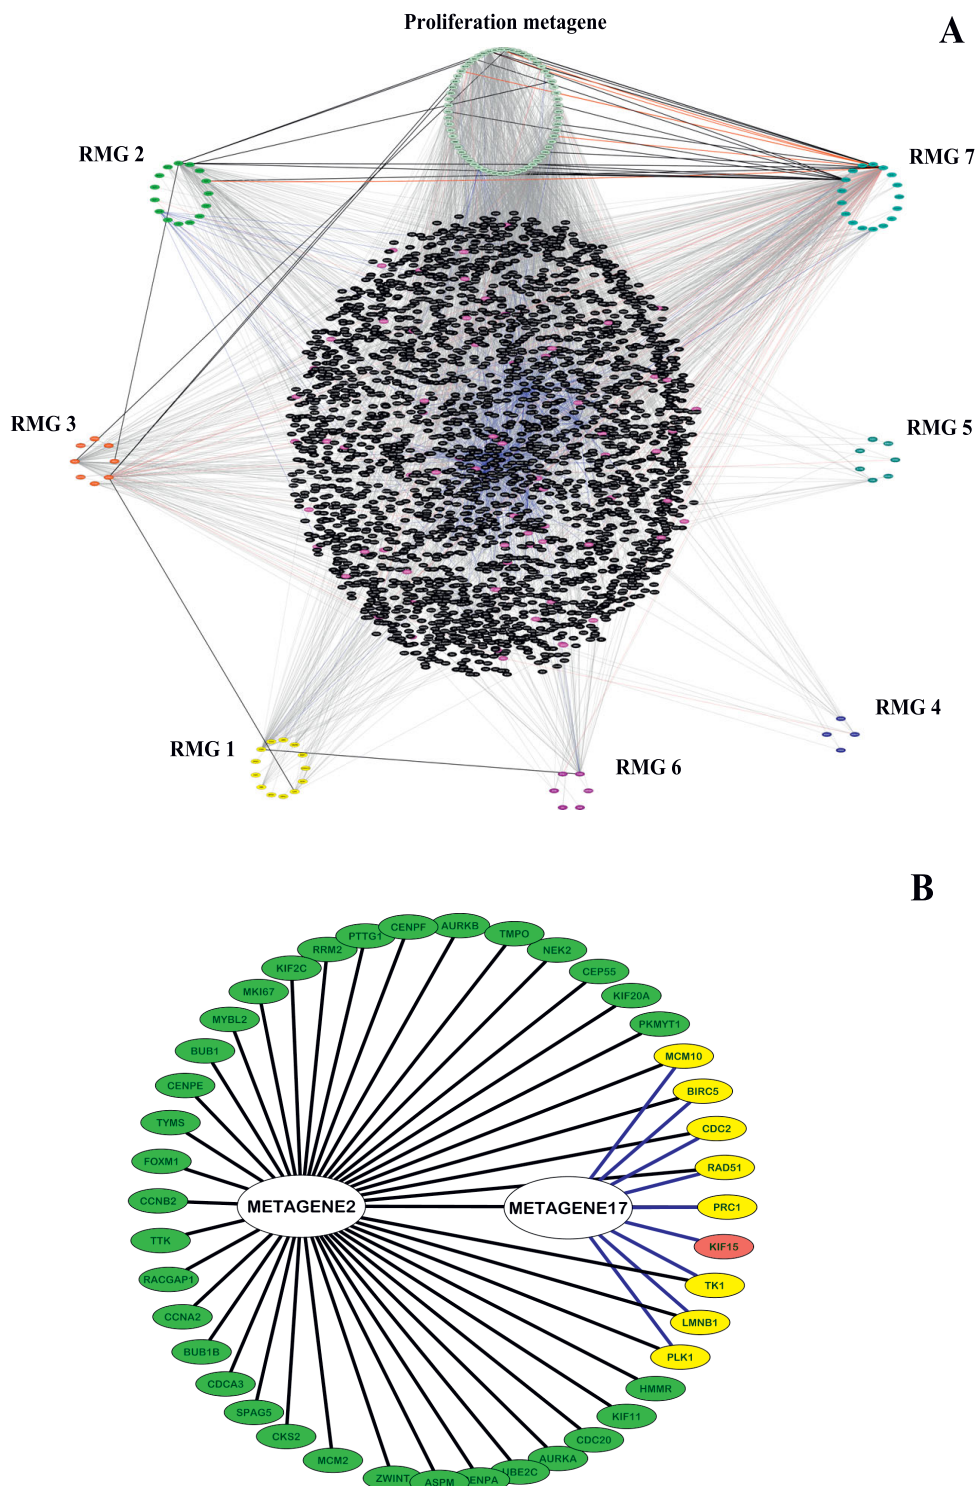 Proliferation metagene
A
RMG 2
RMG 7
RMG 3
RMG 5
RMG 4
RMG 1
RMG 6
B
CENPF
AURKB
PTTG1
TMPO
RRM2
NEK2
KIF2C
CEP55
MKI67
KIF20A
MYBL2
PKMYT1
BUB1
MCM10
CENPE
BIRC5
TYMS
CDC2
FOXM1
RAD51
CCNB2
METAGENE2
METAGENE17
PRC1
TTK
KIF15
RACGAP1
TK1
CCNA2
LMNB1
BUB1B
PLK1
CDCA3
HMMR
SPAG5
KIF11
CKS2
CDC20
MCM2
AURKA
ZWINT
ASPM
ENPA
UBE2C